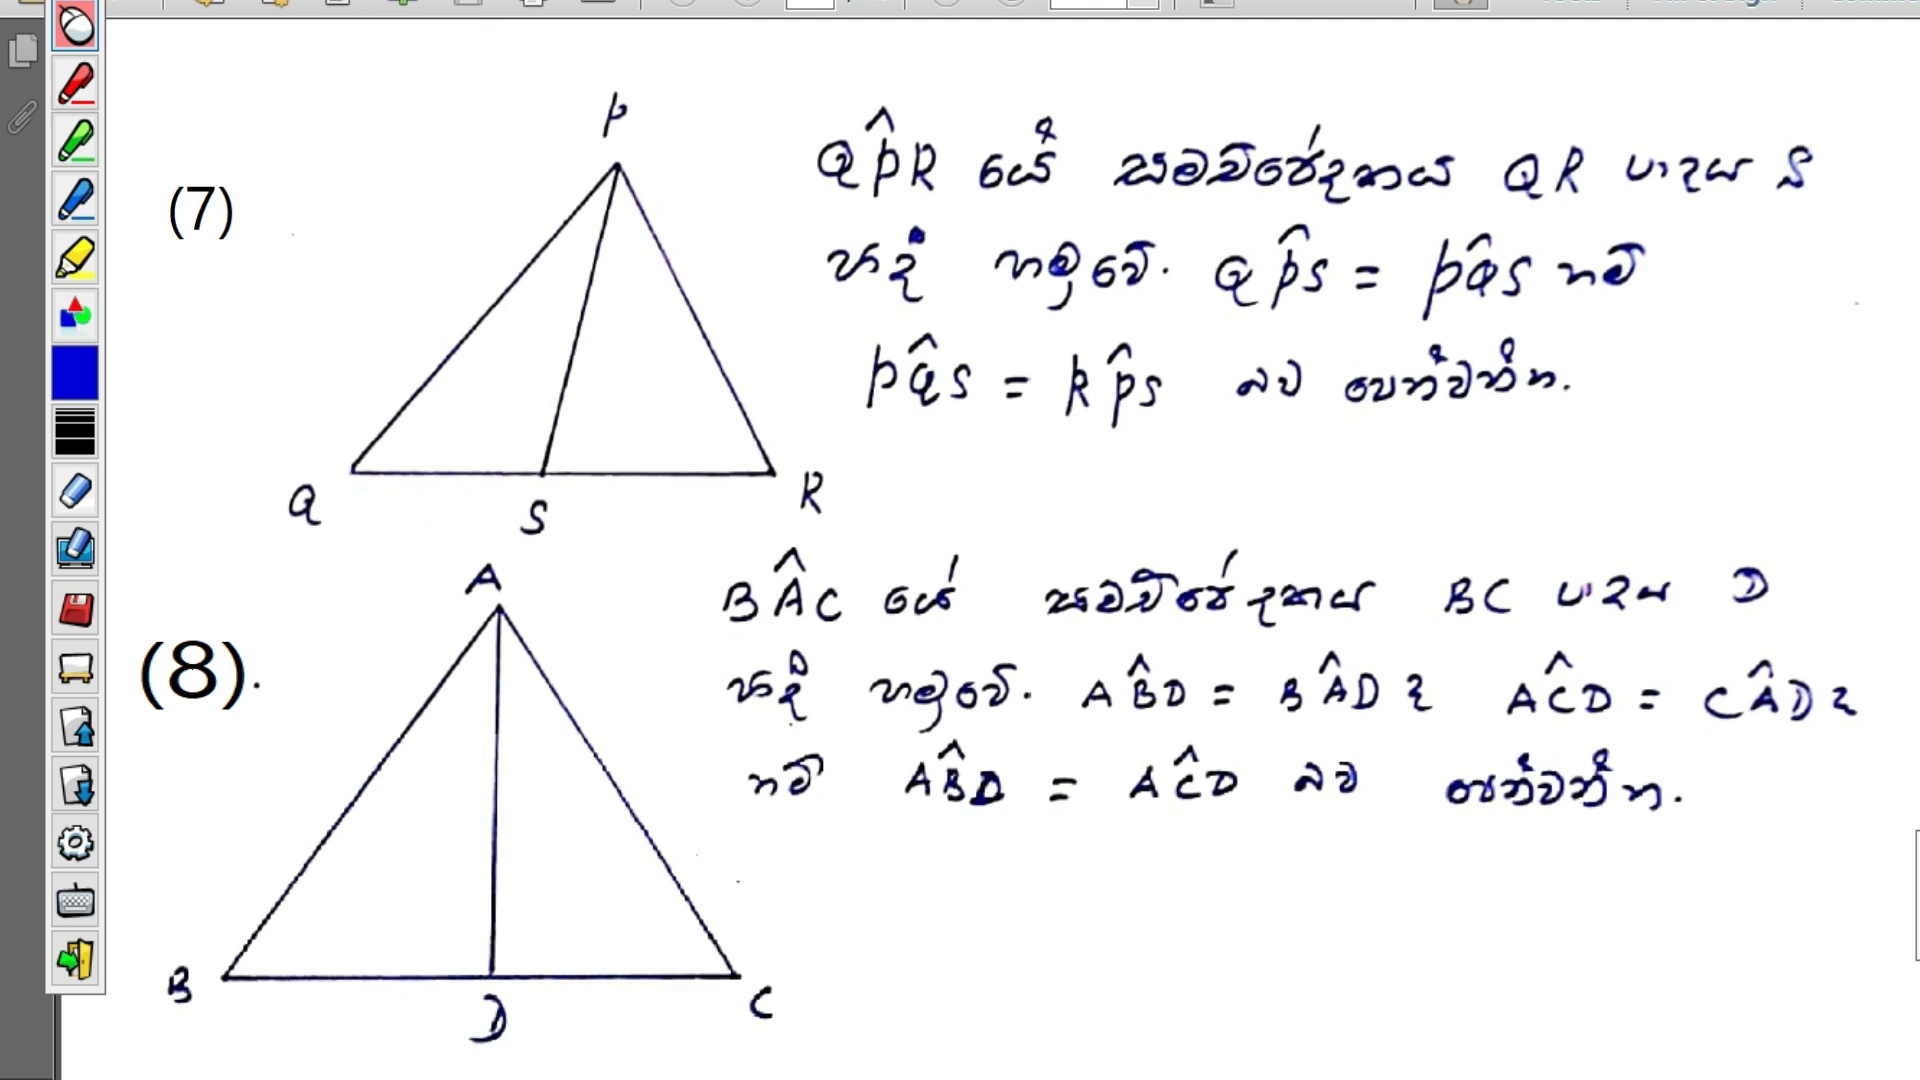 (7)
P
Q
S
R
QP̂R යේ සමච්ඡේදකය QR පාදය S
හාදී හමුවේ. QP̂S = PQ̂S නම්
PQ̂S = RP̂S බව පෙන්වන්න.
(8).
A
B
D
C
BÂC යේ සමච්ඡේදකය BC පාදය D
හාදී හමුවේ. AB̂D = BÂD ද AĈD = CÂD ද
නම් AB̂D = AĈD බව පෙන්වන්න.